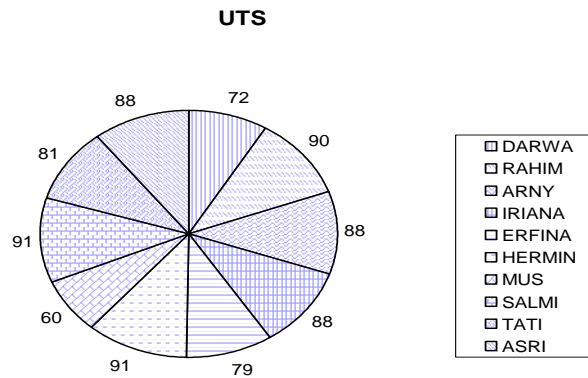 UTS
72
90
88
88
79
91
60
91
81
88
DARWA
RAHIM
ARNY
IRIANA
ERFINA
HERMIN
MUS
SALMI
TATI
ASRI